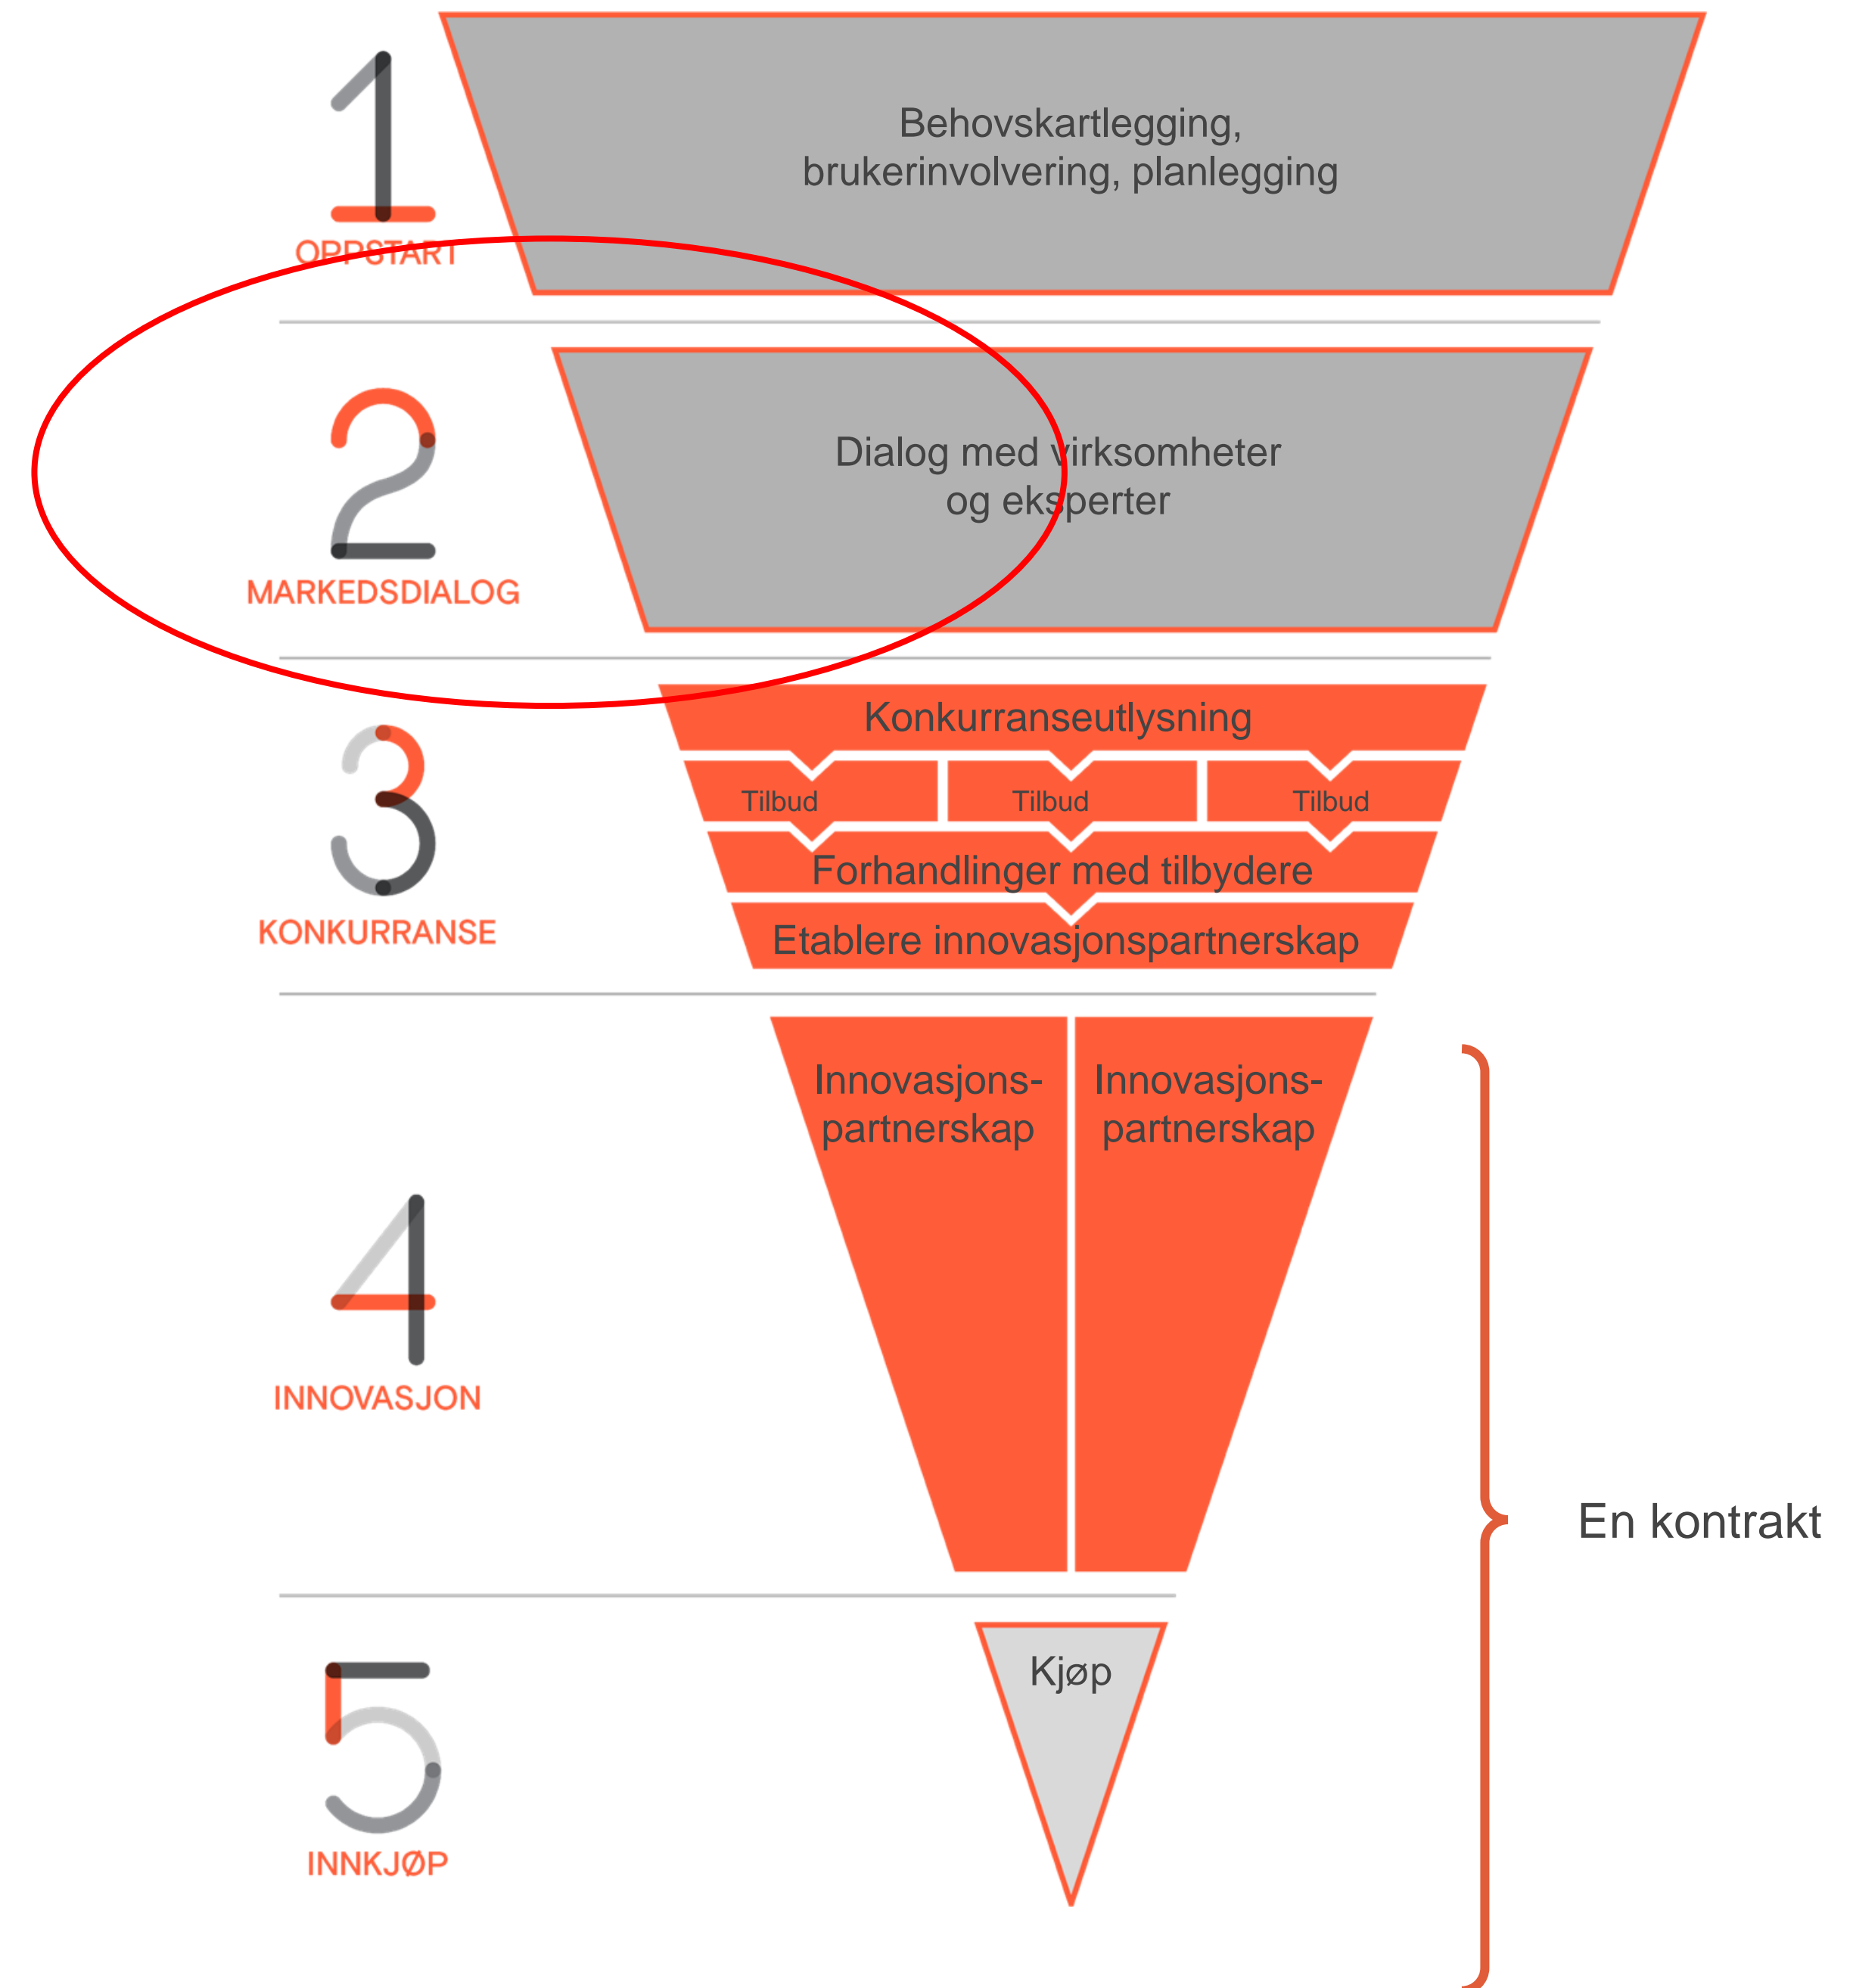 1
Behovskartlegging,
brukerinvolvering, planlegging
OPPSTART
2
Dialog med virksomheter
og eksperter
MARKEDSDIALOG
3
Konkurranseutlysning
Tilbud Tilbud Tilbud
Forhandlinger med tilbydere
KONKURRANSE
Etablere innovasjonspartnerskap
Innovasjons-
partnerskap
Innovasjons-
partnerskap
4
INNOVASJON
En kontrakt
5
Kjøp
INNKJØP